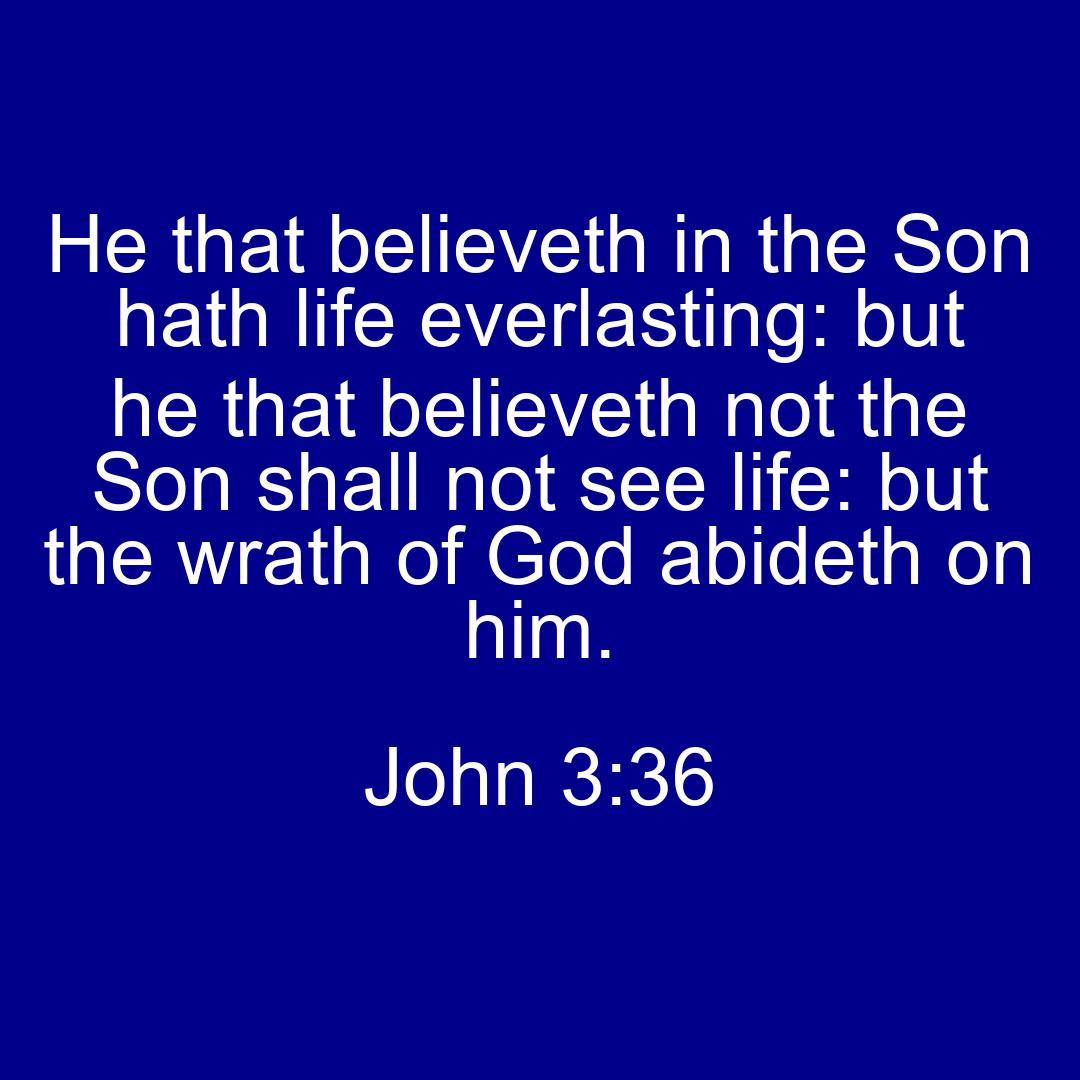 He that believeth in the Son
hath life everlasting: but
he that believeth not the
Son shall not see life: but
the wrath of God abideth on
him.
John 3:36